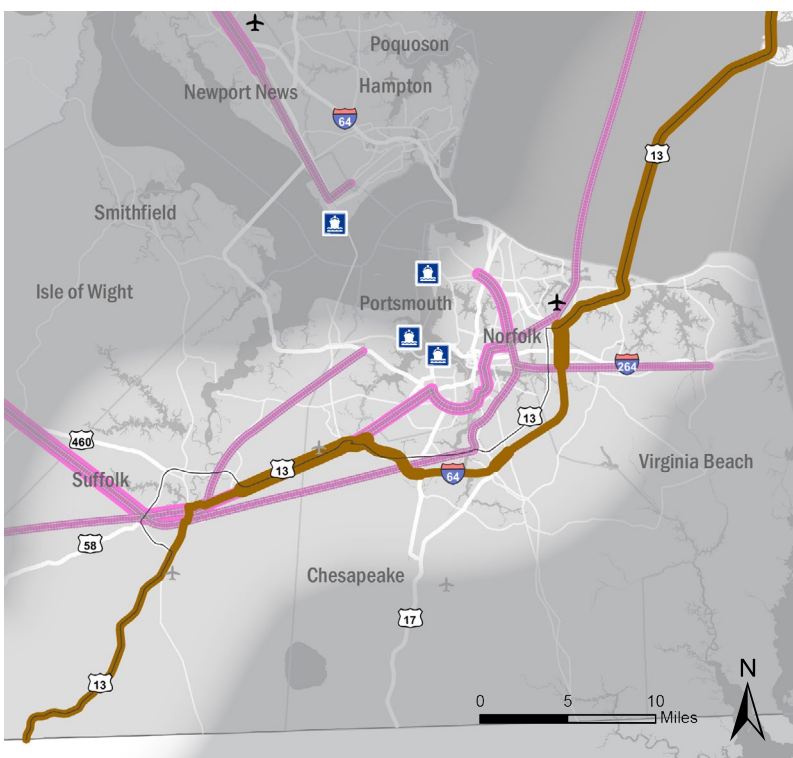 Poquoson
Hampton
Newport News
64
13
Smithfield
Isle of Wight
Portsmouth
Norfolk
264
13
460
13
Suffolk
64
Virginia Beach
58
Chesapeake
17
13
N
0 5 10
Miles